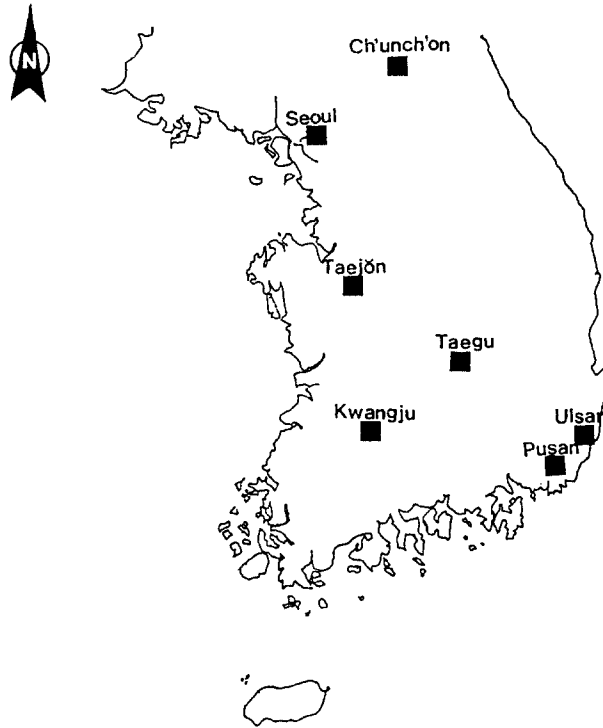 N
Ch'unch'on
Seoul
Taejŏn
Taegu
Kwangju
Ulsan
Pusan